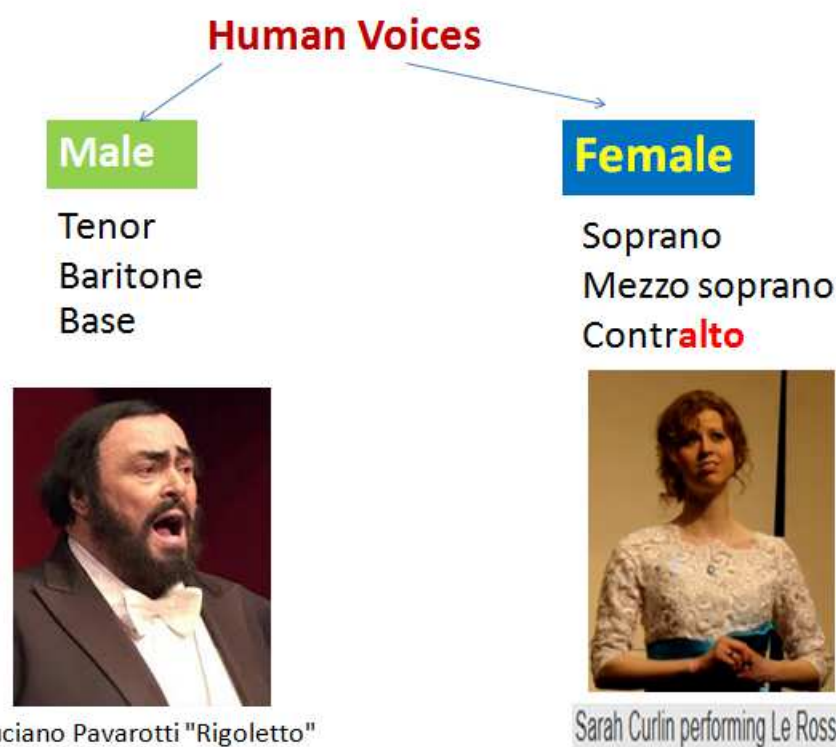 Human Voices
Male
Tenor
Baritone
Base
Female
Soprano
Mezzo soprano
Contralto
uciano Pavarotti "Rigoletto"
Sarah Curlin performing Le Ross